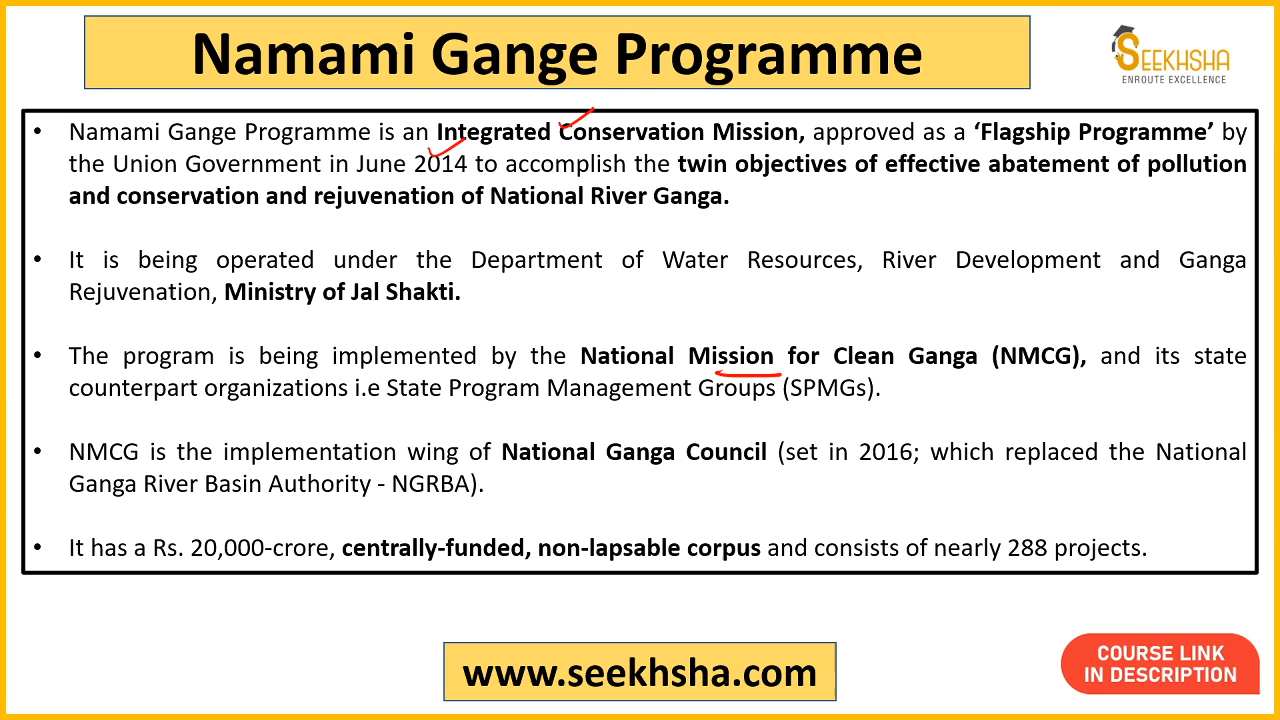 Namami Gange Programme
SEEKHSHA
ENROUTE EXCELLENCE
• Namami Gange Programme is an Integrated Conservation Mission, approved as a ‘Flagship Programme’ by
the Union Government in June 2014 to accomplish the twin objectives of effective abatement of pollution
and conservation and rejuvenation of National River Ganga.
• It is being operated under the Department of Water Resources, River Development and Ganga
Rejuvenation, Ministry of Jal Shakti.
• The program is being implemented by the National Mission for Clean Ganga (NMCG), and its state
counterpart organizations i.e State Program Management Groups (SPMGs).
• NMCG is the implementation wing of National Ganga Council (set in 2016; which replaced the National
Ganga River Basin Authority - NGRBA).
• It has a Rs. 20,000-crore, centrally-funded, non-lapsable corpus and consists of nearly 288 projects.
www.seekhsha.com
COURSE LINK
IN DESCRIPTION